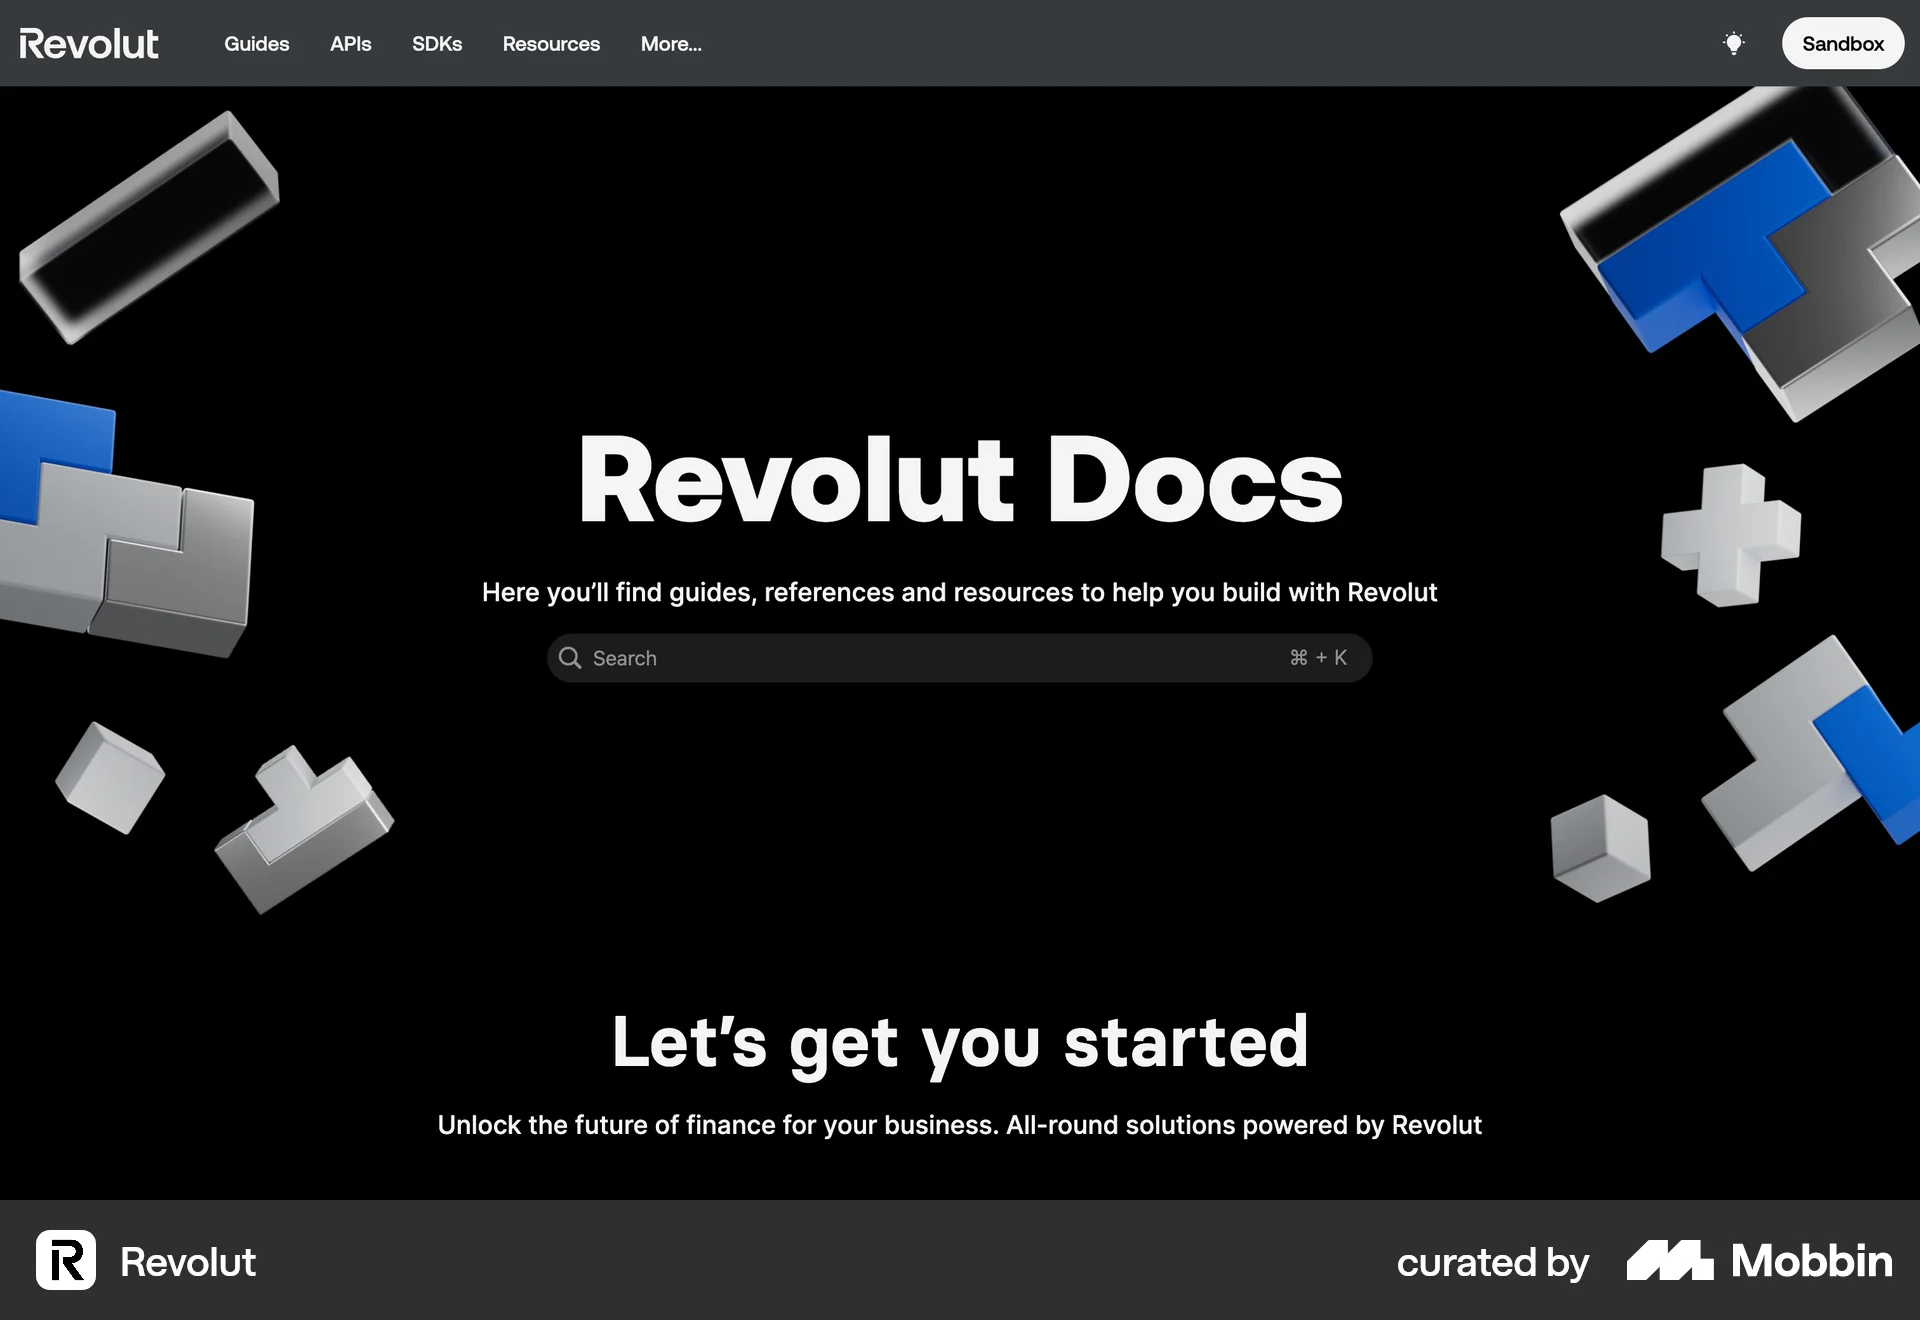 Revolut Guides APIs SDKs Resources More... Sandbox
Revolut Docs
Here you’ll find guides, references and resources to help you build with Revolut
Search ⌘ + K
Let’s get you started
Unlock the future of finance for your business. All-round solutions powered by Revolut
R Revolut curated by Mobbin